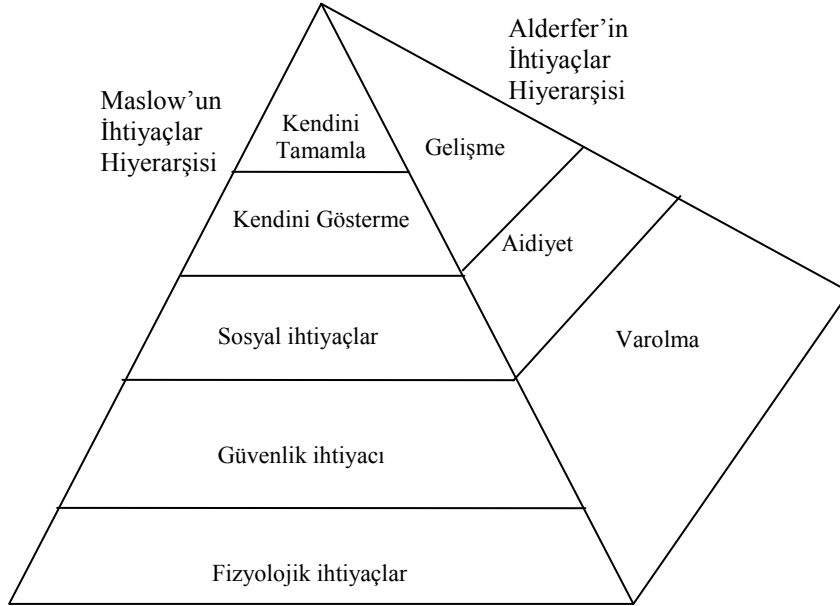 Maslow’un
İhtiyaçlar
Hiyerarşisi
Alderfer’in
İhtiyaçlar
Hiyerarşisi
Kendini
Tamamla
Gelişme
Kendini Gösterme
Aidiyet
Sosyal ihtiyaçlar
Varolma
Güvenlik ihtiyacı
Fizyolojik ihtiyaçlar